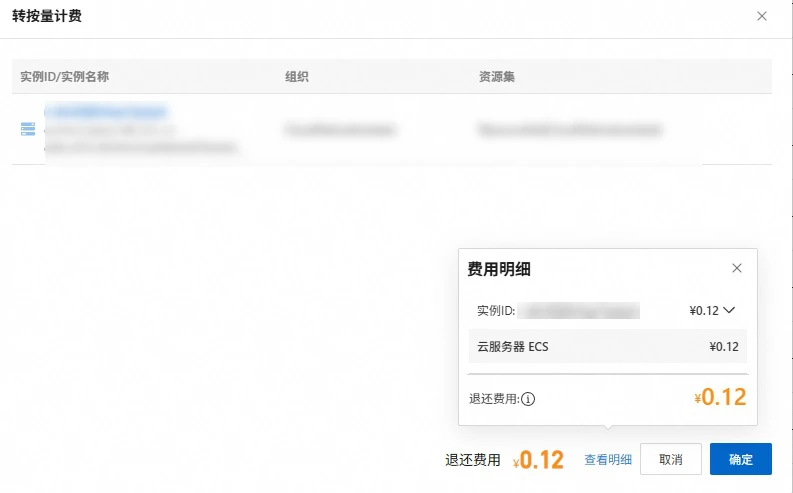 转按量计费
实例ID/实例名称 组织 资源集
费用明细
实例ID: ¥0.12
云服务器 ECS ¥0.12
退还费用: ¥0.12
退还费用 ¥0.12 查看明细 取消 确定